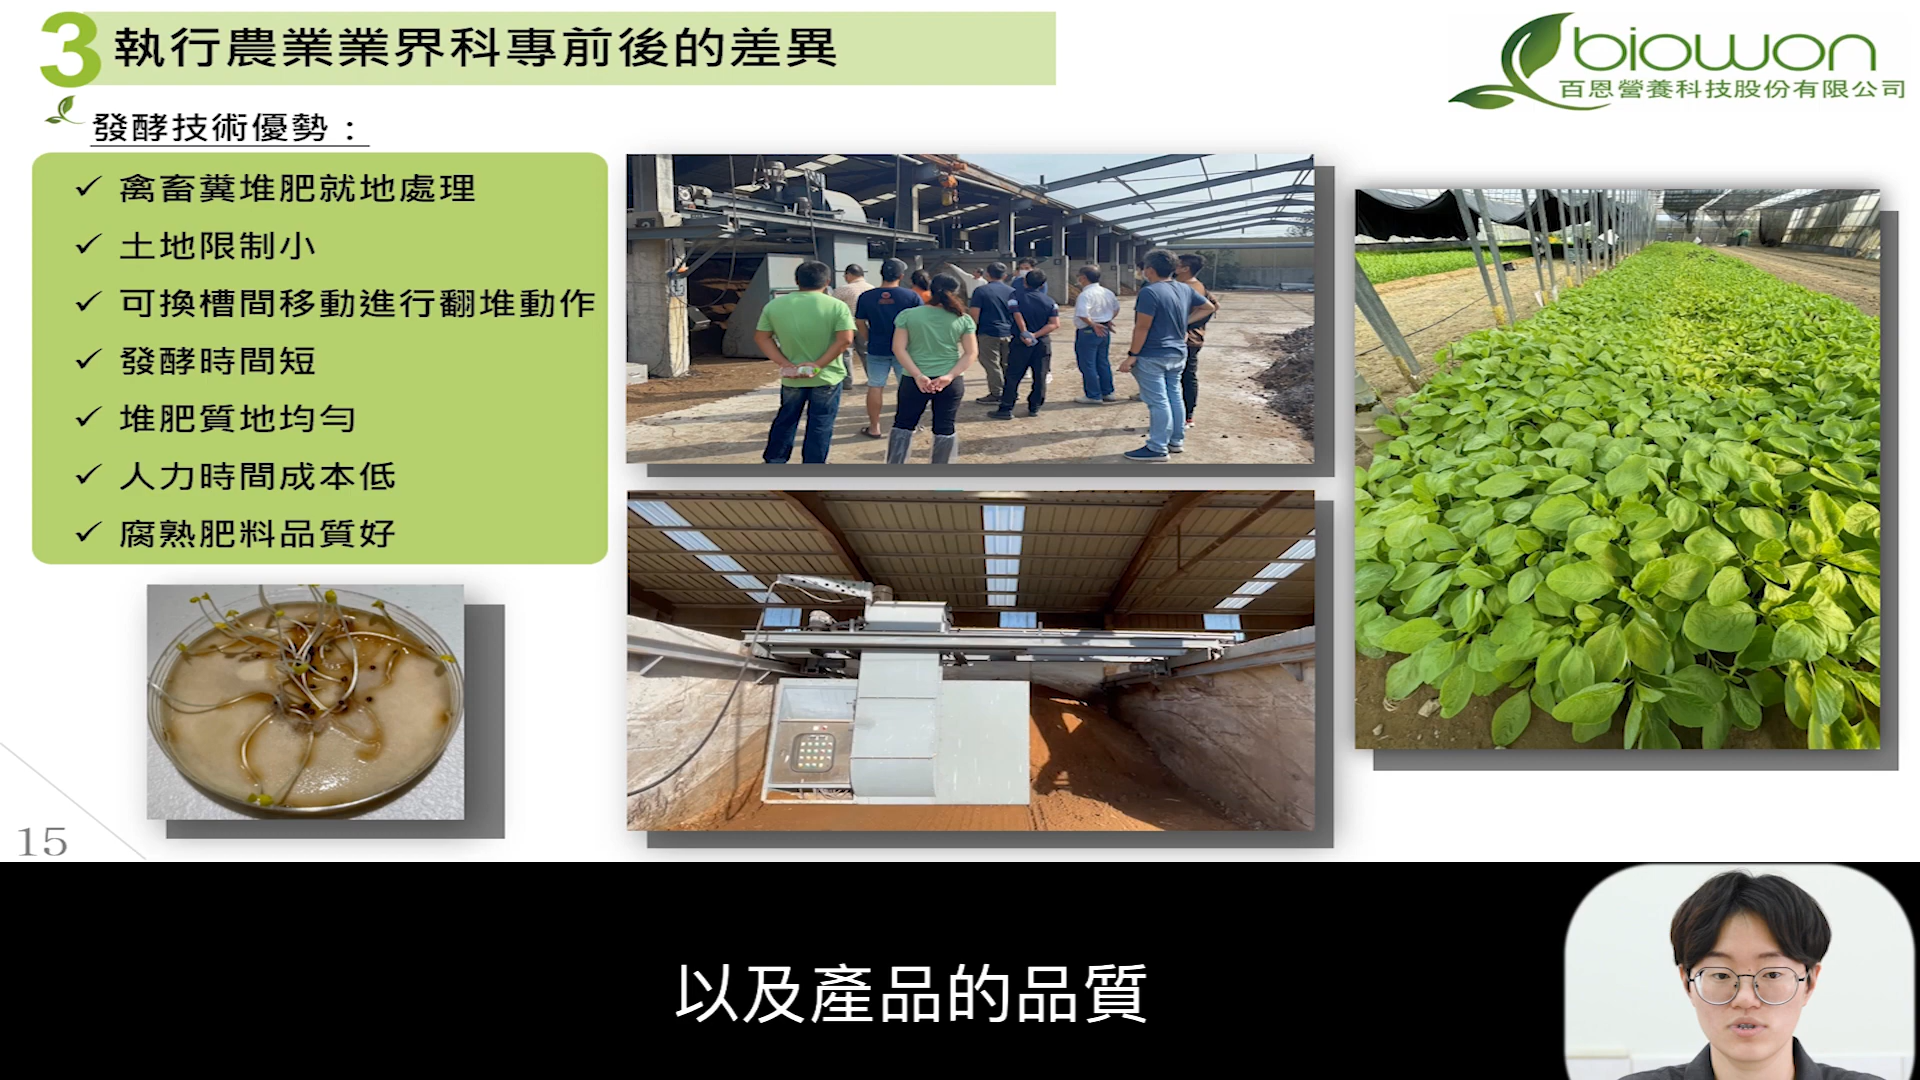 3 執行農業業界科專前後的差異
biowon
百恩營養科技股份有限公司
發酵技術優勢：
✓ 禽畜糞堆肥就地處理
✓ 土地限制小
✓ 可換槽間移動進行翻堆動作
✓ 發酵時間短
✓ 堆肥質地均勻
✓ 人力時間成本低
✓ 腐熟肥料品質好
15
以及產品的品質